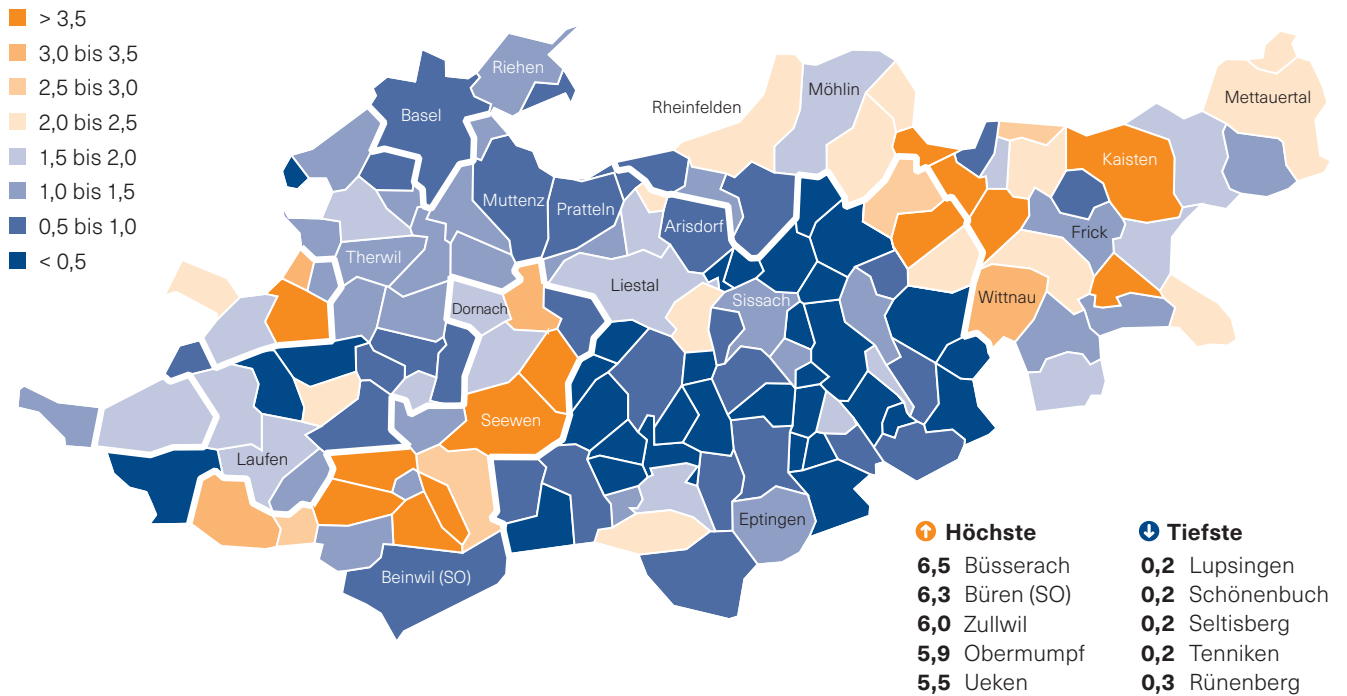 > 3,5
3,0 bis 3,5
2,5 bis 3,0
2,0 bis 2,5
1,5 bis 2,0
1,0 bis 1,5
0,5 bis 1,0
< 0,5
Riehen
Basel
Rheinfelden
Möhlin
Mettauertal
Kaisten
Muttenz
Pratteln
Arisdorf
Frick
Therwil
Liestal
Sissach
Wittnau
Dornach
Seewen
Laufen
Eptingen
Beinwil (SO)
Höchste
6,5 Büsserach
6,3 Büren (SO)
6,0 Zullwil
5,9 Obermumpf
5,5 Ueken
Tiefste
0,2 Lupsingen
0,2 Schönenbuch
0,2 Seltisberg
0,2 Tenniken
0,3 Rünenberg